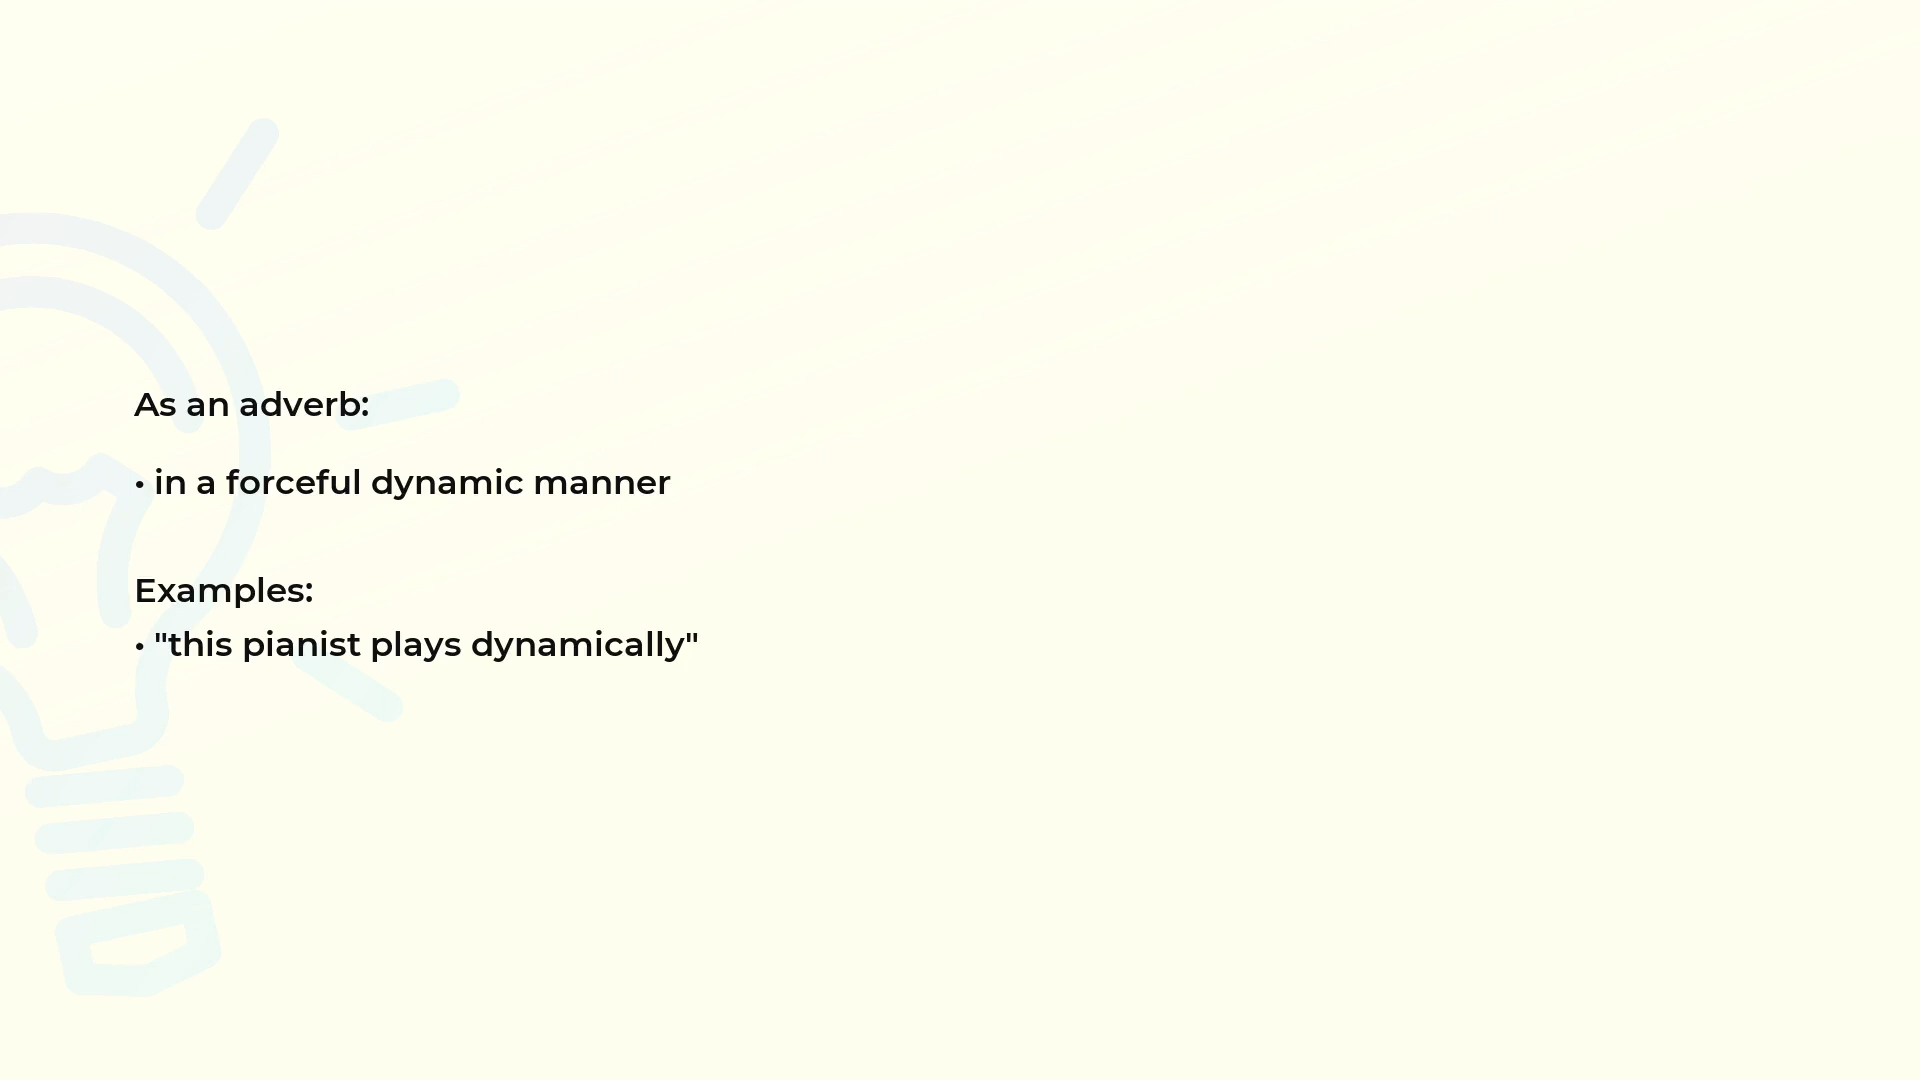 As an adverb:
• in a forceful dynamic manner
Examples:
• "this pianist plays dynamically"